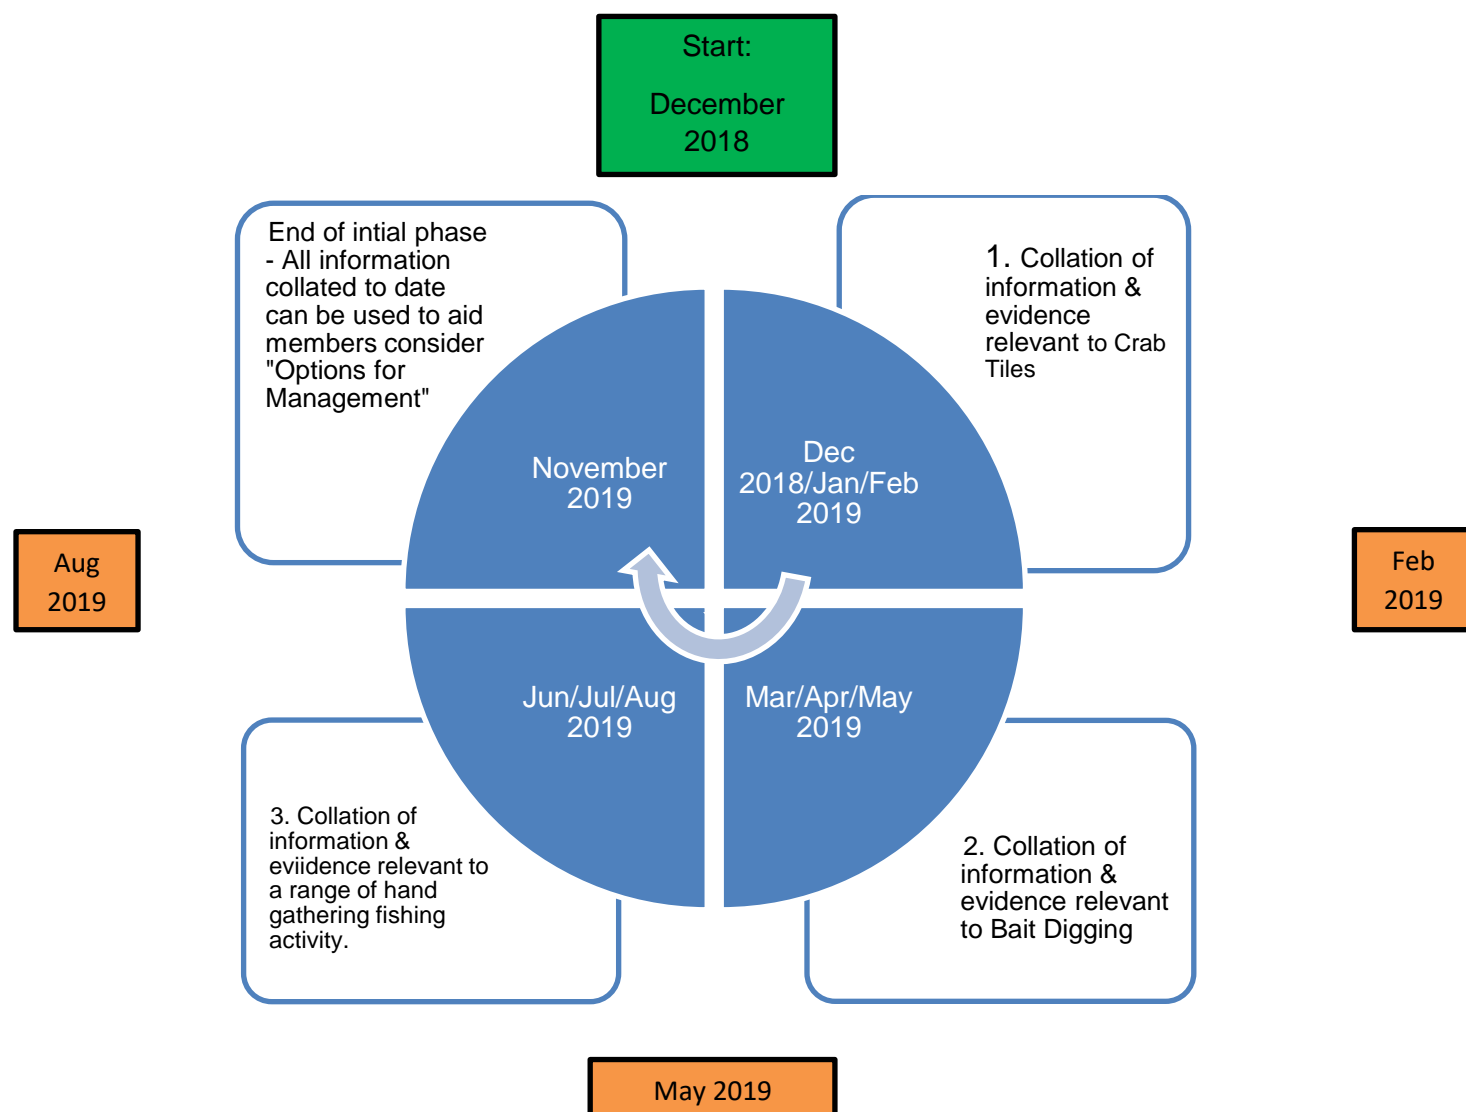 Start:
December
2018
End of intial phase
- All information
collated to date
can be used to aid
members consider
"Options for
Management"
1. Collation of
information &
evidence
relevant to Crab
Tiles
November
2019
Dec
2018/Jan/Feb
2019
Aug
2019
Feb
2019
Jun/Jul/Aug
2019
Mar/Apr/May
2019
3. Collation of
information &
eviidence relevant to
a range of hand
gathering fishing
activity.
2. Collation of
information &
evidence relevant
to Bait Digging
May 2019